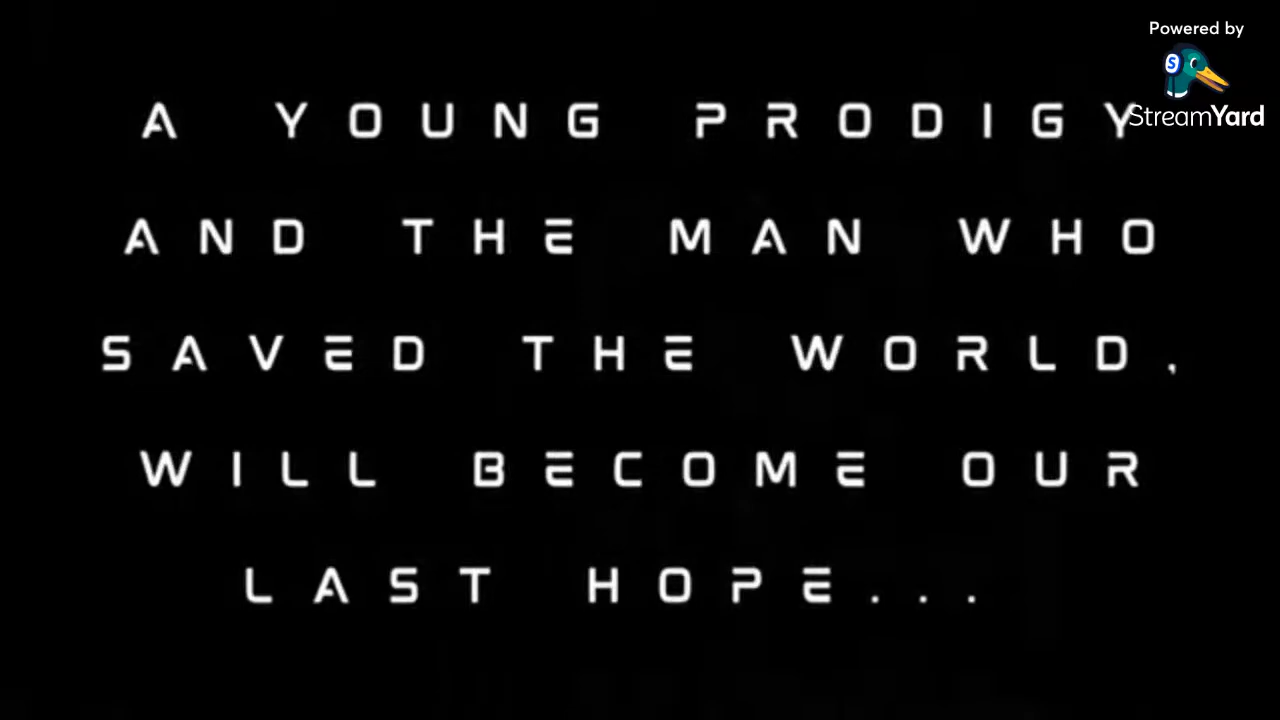 Powered by
StreamYard
A YOUNG PRODIGY
AND THE MAN WHO
SAVED THE WORLD,
WILL BECOME OUR
LAST HOPE...